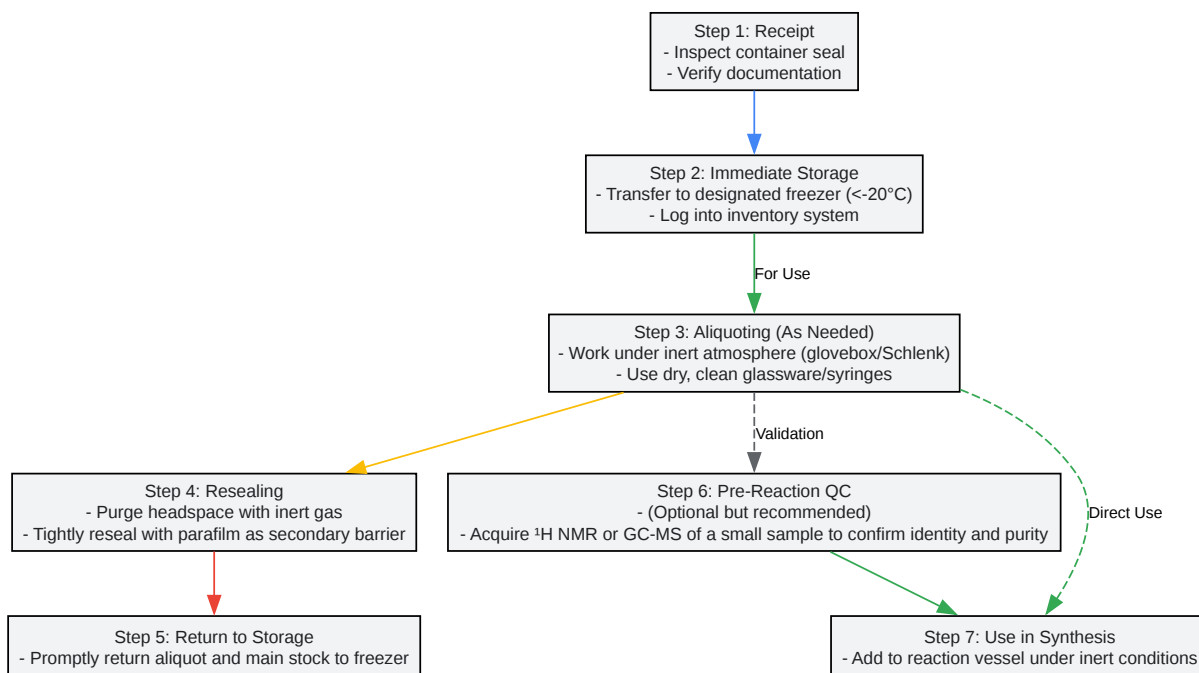 Step 1: Receipt
- Inspect container seal
- Verify documentation
Step 2: Immediate Storage
- Transfer to designated freezer (<-20°C)
- Log into inventory system
For Use
Step 3: Aliquoting (As Needed)
- Work under inert atmosphere (glovebox/Schlenk)
- Use dry, clean glassware/syringes
Validation
Step 4: Resealing
- Purge headspace with inert gas
- Tightly reseal with parafilm as secondary barrier
Step 6: Pre-Reaction QC
- (Optional but recommended)
- Acquire ¹H NMR or GC-MS of a small sample to confirm identity and purity
Direct Use
Step 5: Return to Storage
- Promptly return aliquot and main stock to freezer
Step 7: Use in Synthesis
- Add to reaction vessel under inert conditions